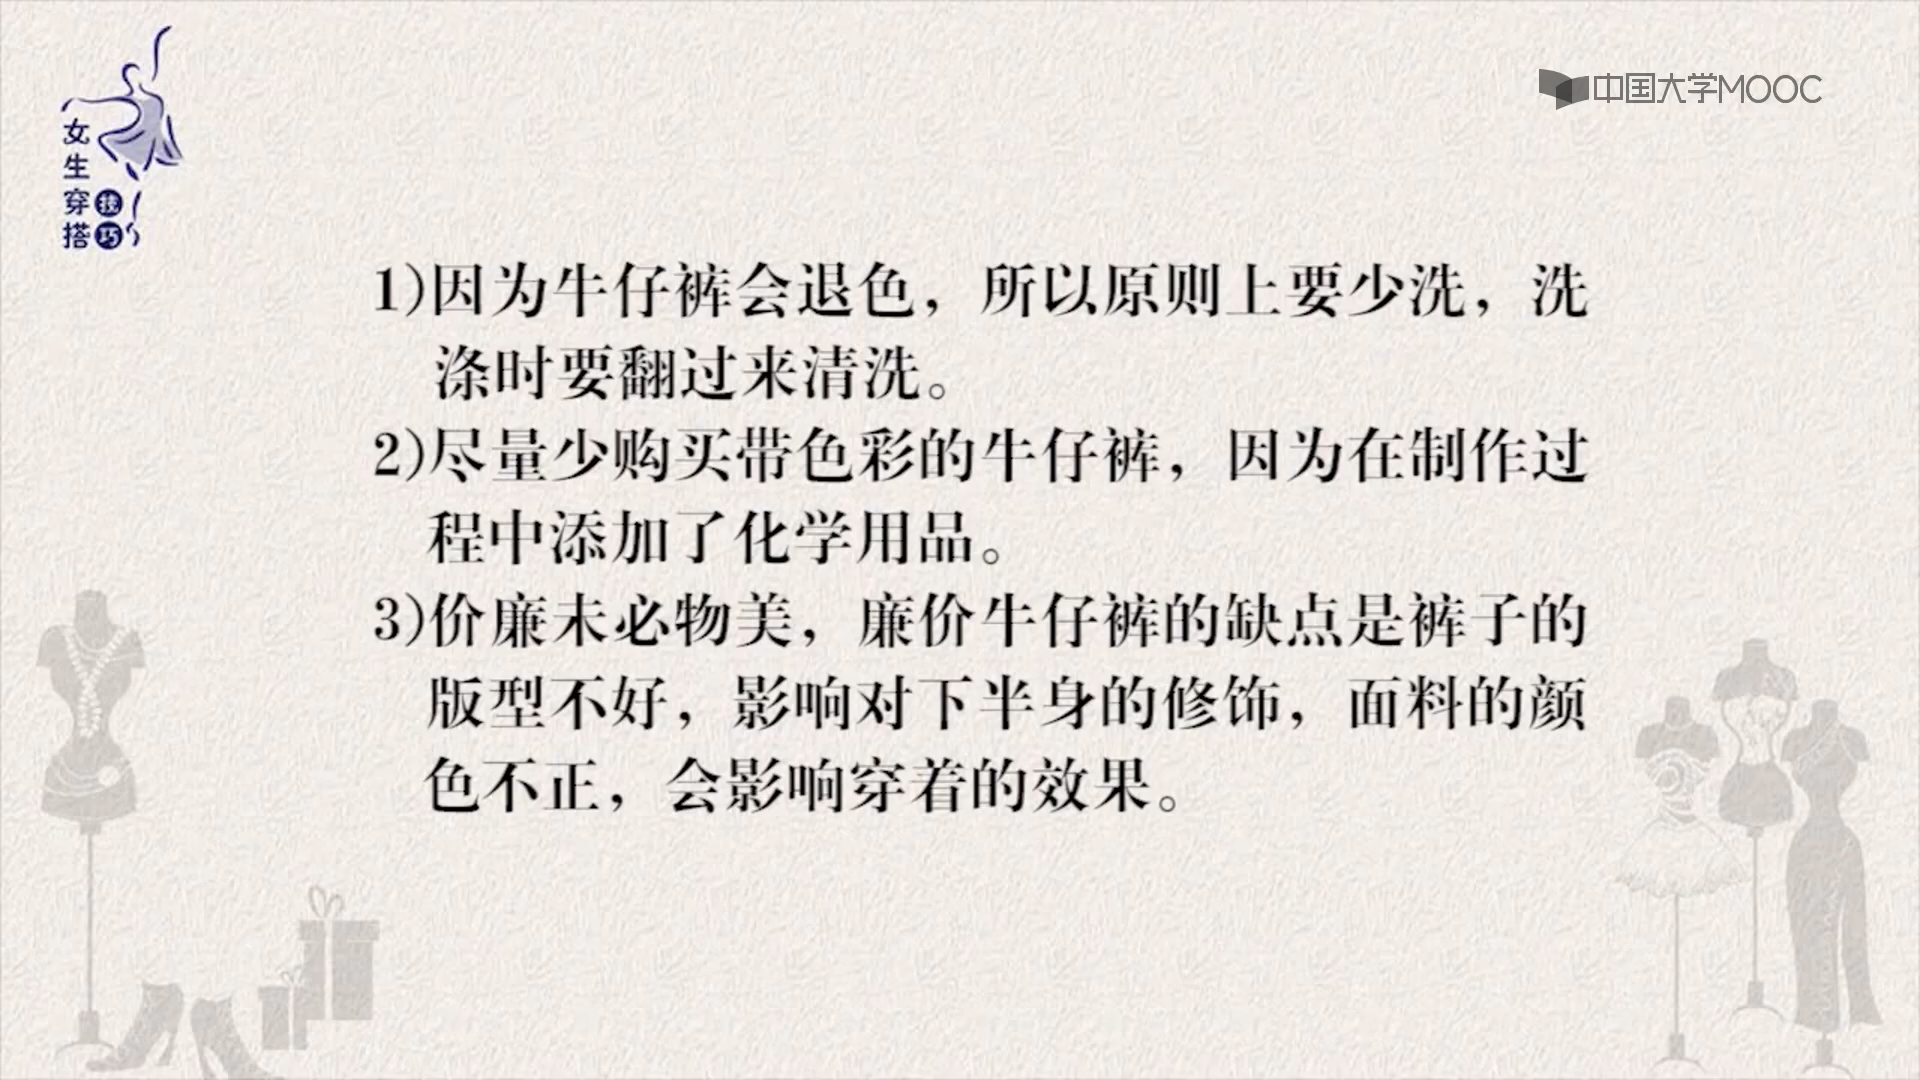 女生穿搭技巧
中国大学MOOC
1)因为牛仔裤会退色，所以原则上要少洗，洗
涤时要翻过来清洗。
2)尽量少购买带色彩的牛仔裤，因为在制作过
程中添加了化学用品。
3)价廉未必物美，廉价牛仔裤的缺点是裤子的
版型不好，影响对下半身的修饰，面料的颜
色不正，会影响穿着的效果。